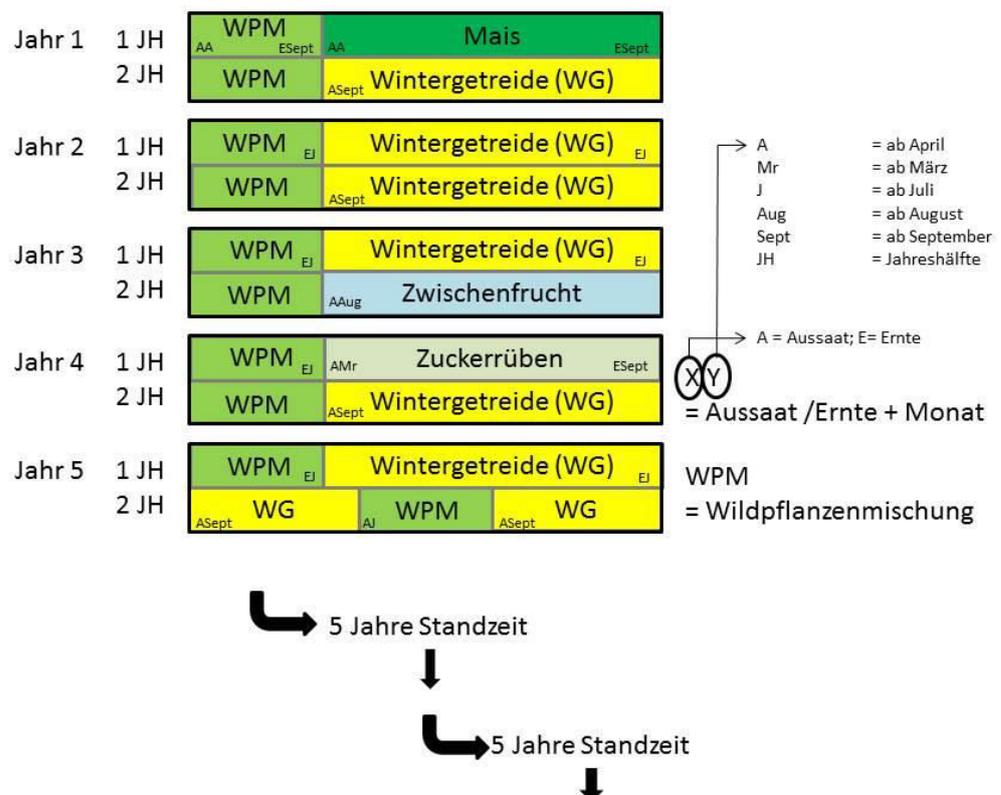 Jahr 1 1 JH WPM AA ESept AA Mais ESept
2 JH WPM ASept Wintergetreide (WG)
Jahr 2 1 JH WPM EJ Wintergetreide (WG) EJ
2 JH WPM ASept Wintergetreide (WG)
Jahr 3 1 JH WPM EJ Wintergetreide (WG) EJ
2 JH WPM AAug Zwischenfrucht
Jahr 4 1 JH WPM EJ AMr Zuckerrüben ESept
2 JH WPM ASept Wintergetreide (WG)
Jahr 5 1 JH WPM EJ Wintergetreide (WG) EJ
2 JH ASept WG AJ WPM ASept WG
A = ab April
Mr = ab März
J = ab Juli
Aug = ab August
Sept = ab September
JH = Jahreshälfte
A = Aussaat; E= Ernte
X Y
= Aussaat /Ernte + Monat
WPM
= Wildpflanzenmischung
5 Jahre Standzeit
5 Jahre Standzeit